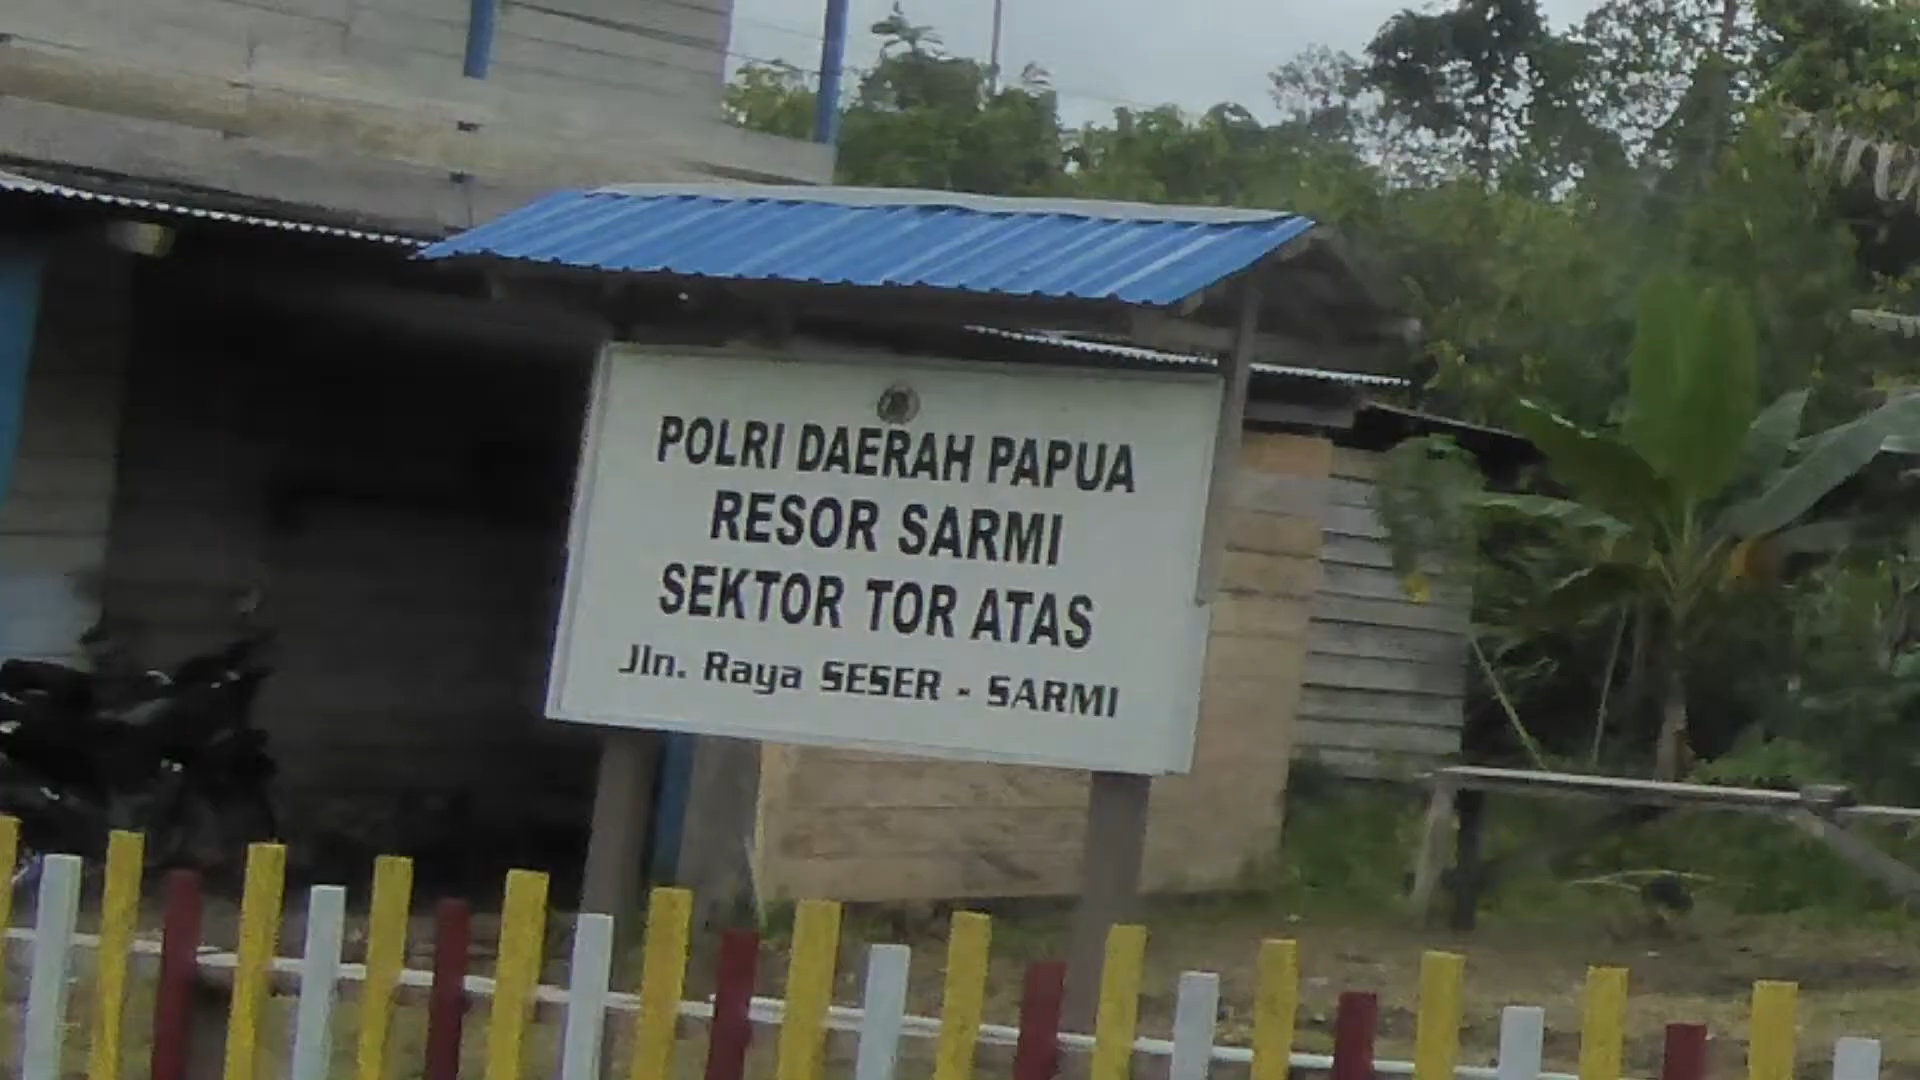 POLRI DAERAH PAPUA
RESOR SARMI
SEKTOR TOR ATAS
Jln. Raya SESER - SARMI